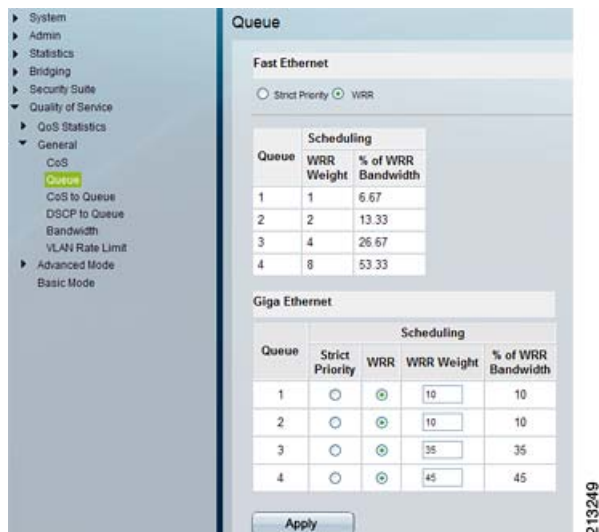 System
Admin
Statistics
Bridging
Security Suite
Quality of Service
QoS Statistics
General
CoS
Queue
CoS to Queue
DSCP to Queue
Bandwidth
VLAN Rate Limit
Advanced Mode
Basic Mode
Queue
Fast Ethernet
Strict Priority WRR
Queue Scheduling
WRR Weight % of WRR Bandwidth
1 1 6.67
2 2 13.33
3 4 26.67
4 8 53.33
Giga Ethernet
Queue Scheduling
Strict Priority WRR WRR Weight % of WRR Bandwidth
1 10 10
2 10 10
3 35 35
4 45 45
Apply
213249